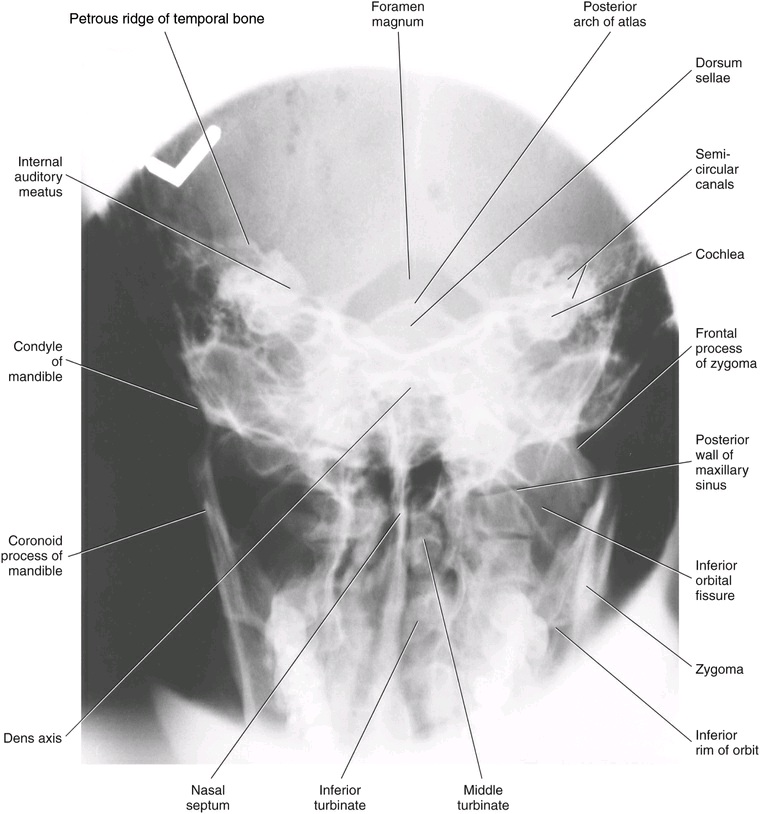 Petrous ridge of temporal bone
Foramen
magnum
Posterior
arch of atlas
Dorsum
sellae
Semi-
circular
canals
Cochlea
Frontal
process
of zygoma
Posterior
wall of
maxillary
sinus
Inferior
orbital
fissure
Zygoma
Inferior
rim of orbit
Internal
auditory
meatus
Condyle
of
mandible
Coronoid
process of
mandible
Dens axis
Nasal
septum
Inferior
turbinate
Middle
turbinate